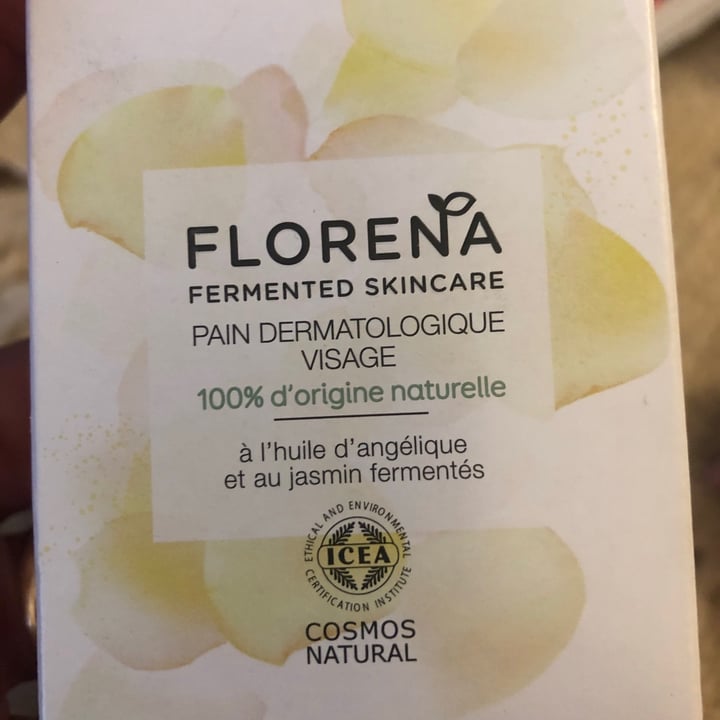 FLORENA
FERMENTED SKINCARE
PAIN DERMATOLOGIQUE
VISAGE
100% d'origine naturelle
à l'huile d'angélique
et au jasmin fermentés
ETHICAL AND ENVIRONMENTAL
ICEA
CERTIFICATION INSTITUTE
COSMOS
NATURAL